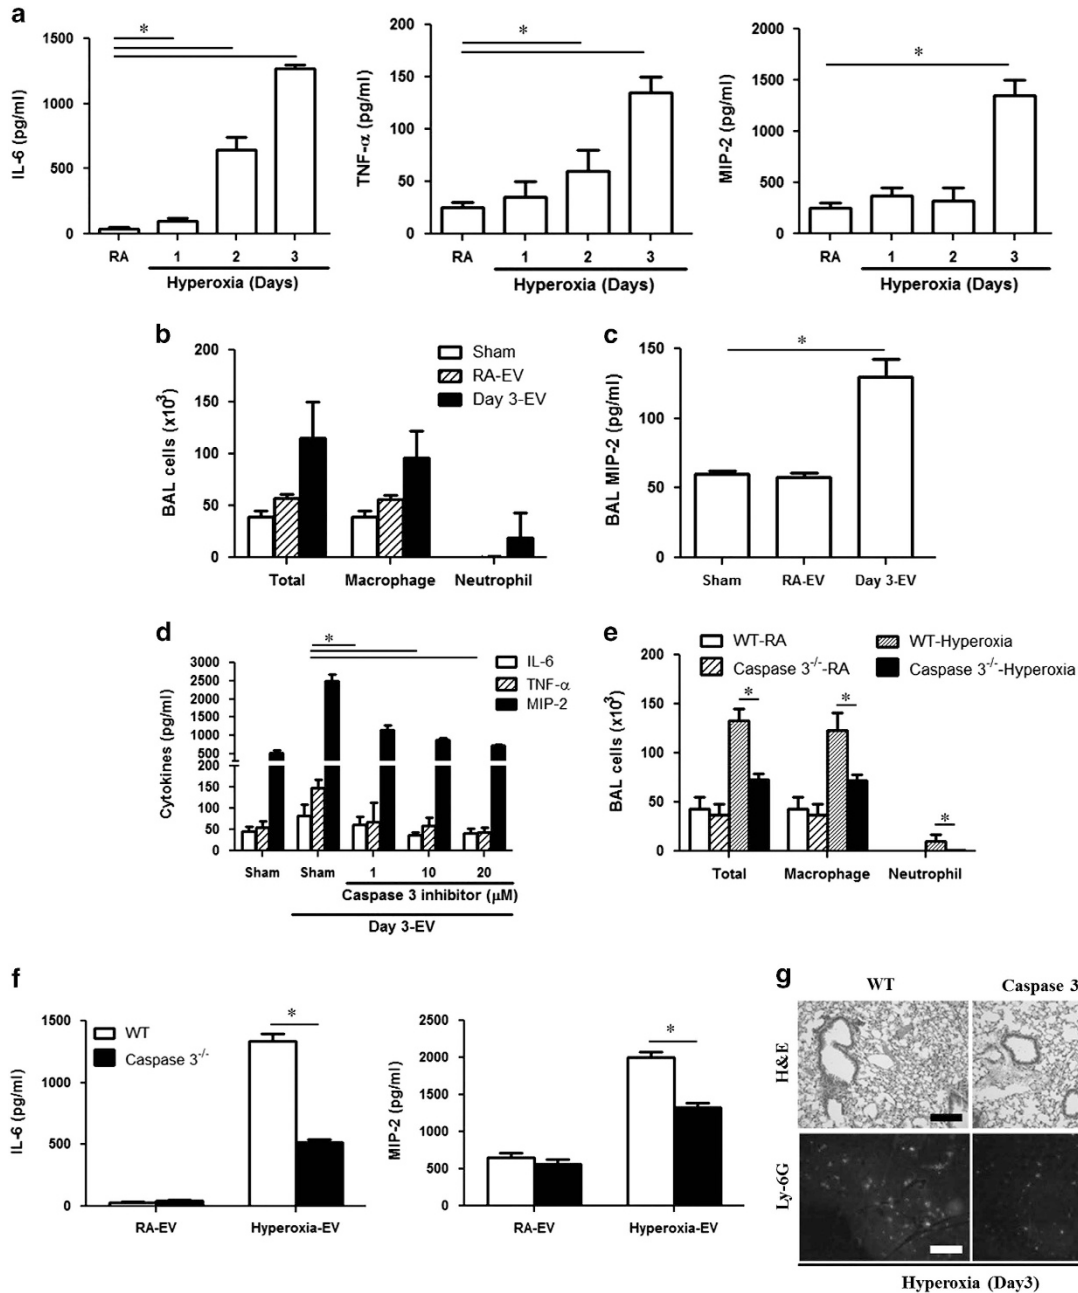 a
IL-6 (pg/ml)
1500
1000
500
0
*
RA 1 2 3
Hyperoxia (Days)
TNF-α (pg/ml)
200
150
100
50
0
*
RA 1 2 3
Hyperoxia (Days)
MIP-2 (pg/ml)
2000
1500
1000
500
0
*
RA 1 2 3
Hyperoxia (Days)
b
BAL cells (x10³)
200
150
100
50
0
Sham
RA-EV
Day 3-EV
Total Macrophage Neutrophil
c
BAL MIP-2 (pg/ml)
150
100
50
0
*
Sham RA-EV Day 3-EV
d
Cytokines (pg/ml)
3000
2500
2000
1500
1000
500
200
150
100
50
0
*
IL-6
TNF-α
MIP-2
Sham Sham 1 10 20
Caspase 3 inhibitor (μM)
Day 3-EV
e
WT-RA WT-Hyperoxia
Caspase 3⁻/⁻-RA Caspase 3⁻/⁻-Hyperoxia
BAL cells (x10³)
200
150
100
50
0
* * *
Total Macrophage Neutrophil
f
IL-6 (pg/ml)
1500
1000
500
0
WT
Caspase 3⁻/⁻
*
RA-EV Hyperoxia-EV
MIP-2 (pg/ml)
2500
2000
1500
1000
500
0
*
RA-EV Hyperoxia-EV
g
WT Caspase 3
H&E
Ly-6G
Hyperoxia (Day3)